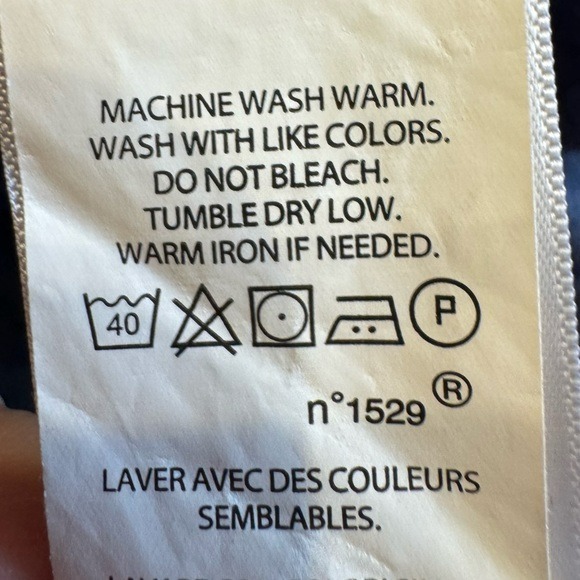 MACHINE WASH WARM.
WASH WITH LIKE COLORS.
DO NOT BLEACH.
TUMBLE DRY LOW.
WARM IRON IF NEEDED.
40 P
n°1529 ®
LAVER AVEC DES COULEURS
SEMBLABLES.